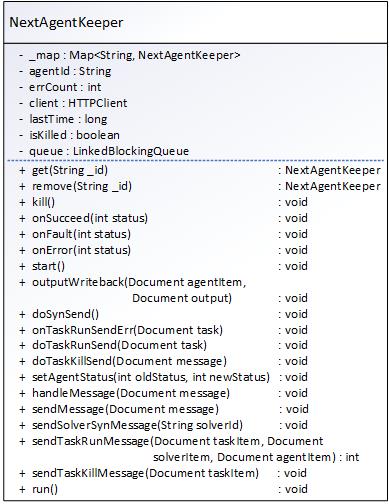 NextAgentKeeper
- _map : Map<String, NextAgentKeeper>
- agentId : String
- errCount : int
- client : HTTPClient
- lastTime : long
- isKilled : boolean
- queue : LinkedBlockingQueue
+ get(String _id) : NextAgentKeeper
+ remove(String _id) : NextAgentKeeper
+ kill() : void
+ onSucceed(int status) : void
+ onFault(int status) : void
+ onError(int status) : void
+ start() : void
+ outputWriteback(Document agentItem,
Document output) : void
+ doSynSend() : void
+ onTaskRunSendErr(Document task) : void
+ doTaskRunSend(Document task) : void
+ doTaskKillSend(Document message) : void
+ setAgentStatus(int oldStatus, int newStatus) : void
+ handleMessage(Document message) : void
+ sendMessage(Document message) : void
+ sendSolverSynMessage(String solverId) : void
+ sendTaskRunMessage(Document taskItem, Document
solverItem, Document agentItem) : int
+ sendTaskKillMessage(Document taskItem) : void
+ run() : void